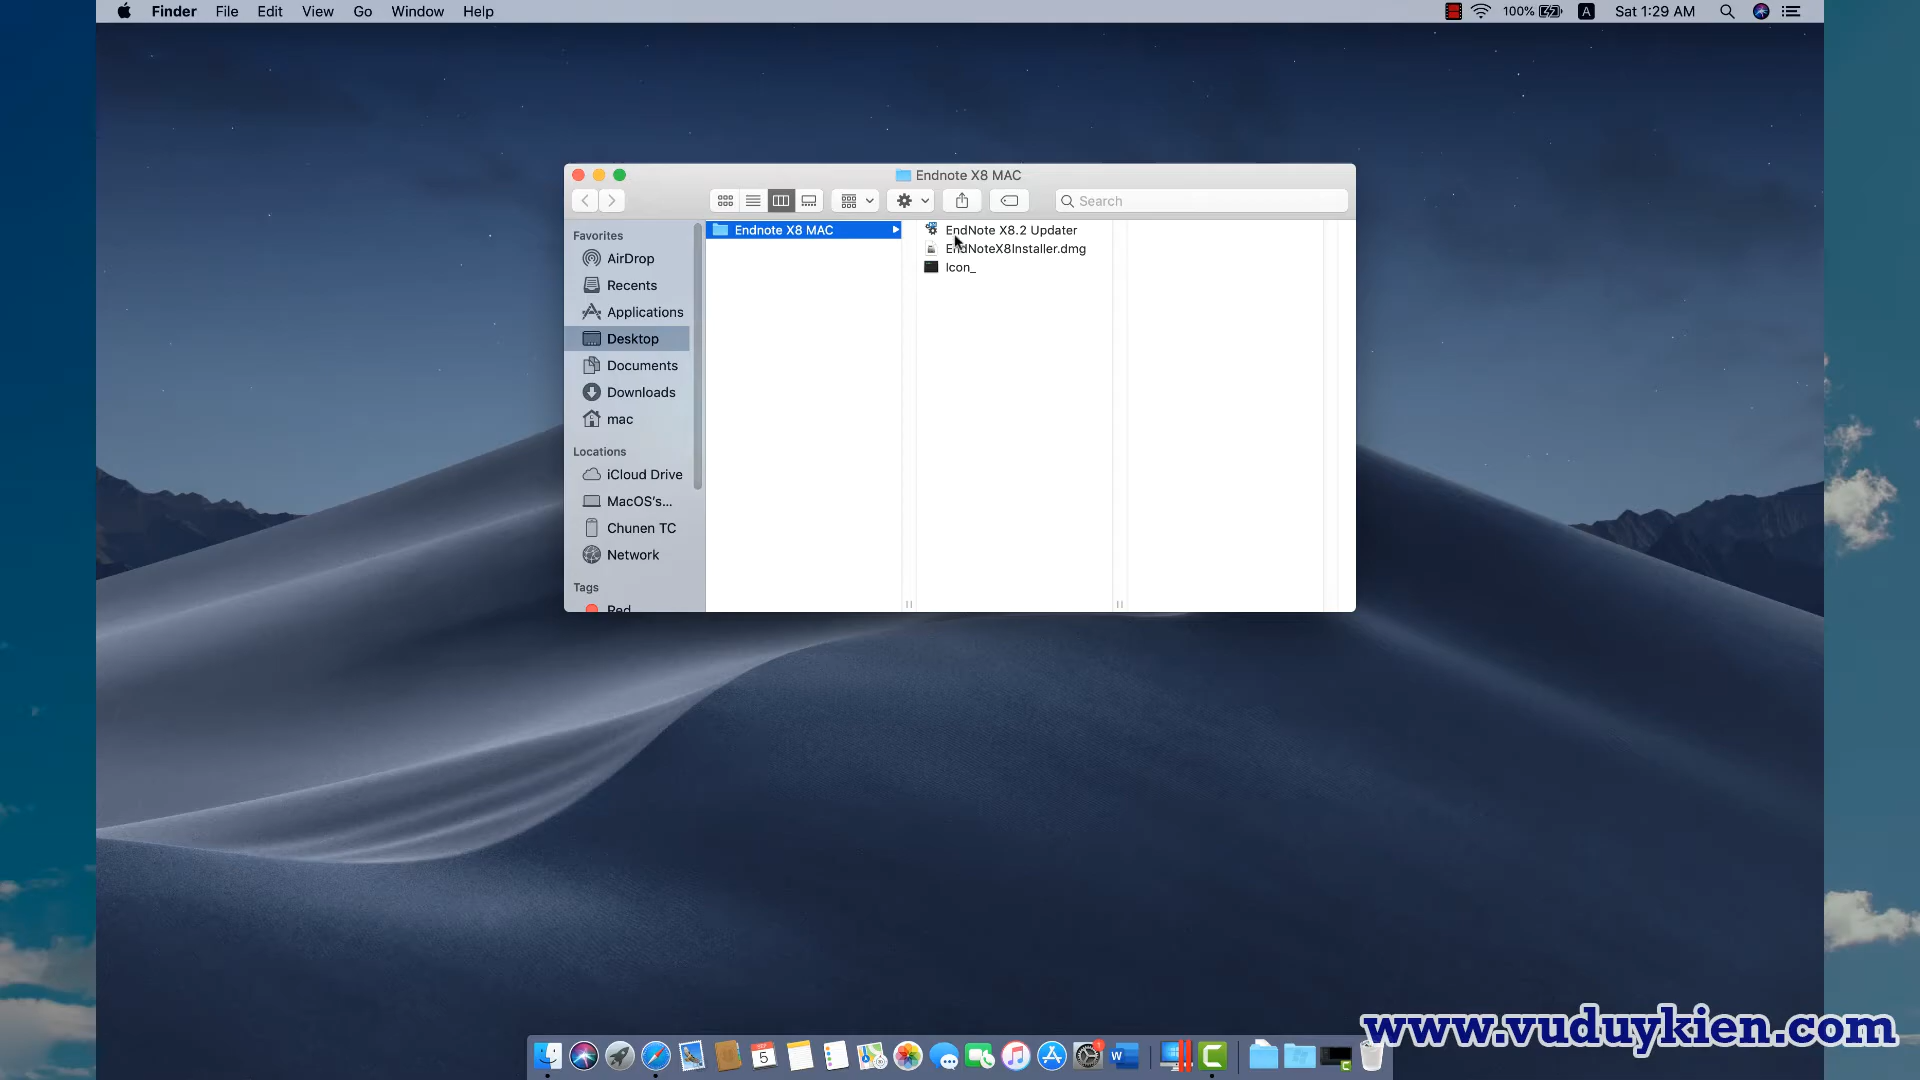 Finder File Edit View Go Window Help 100% A Sat 1:29 AM
Endnote X8 MAC
Search
Favorites
AirDrop
Recents
Applications
Desktop
Documents
Downloads
mac
Locations
iCloud Drive
MacOS's...
Chunen TC
Network
Tags
Red
Endnote X8 MAC
EndNote X8.2 Updater
EndNoteX8Installer.dmg
Icon_
SEP
5
1
W
C
www.vuduykien.com